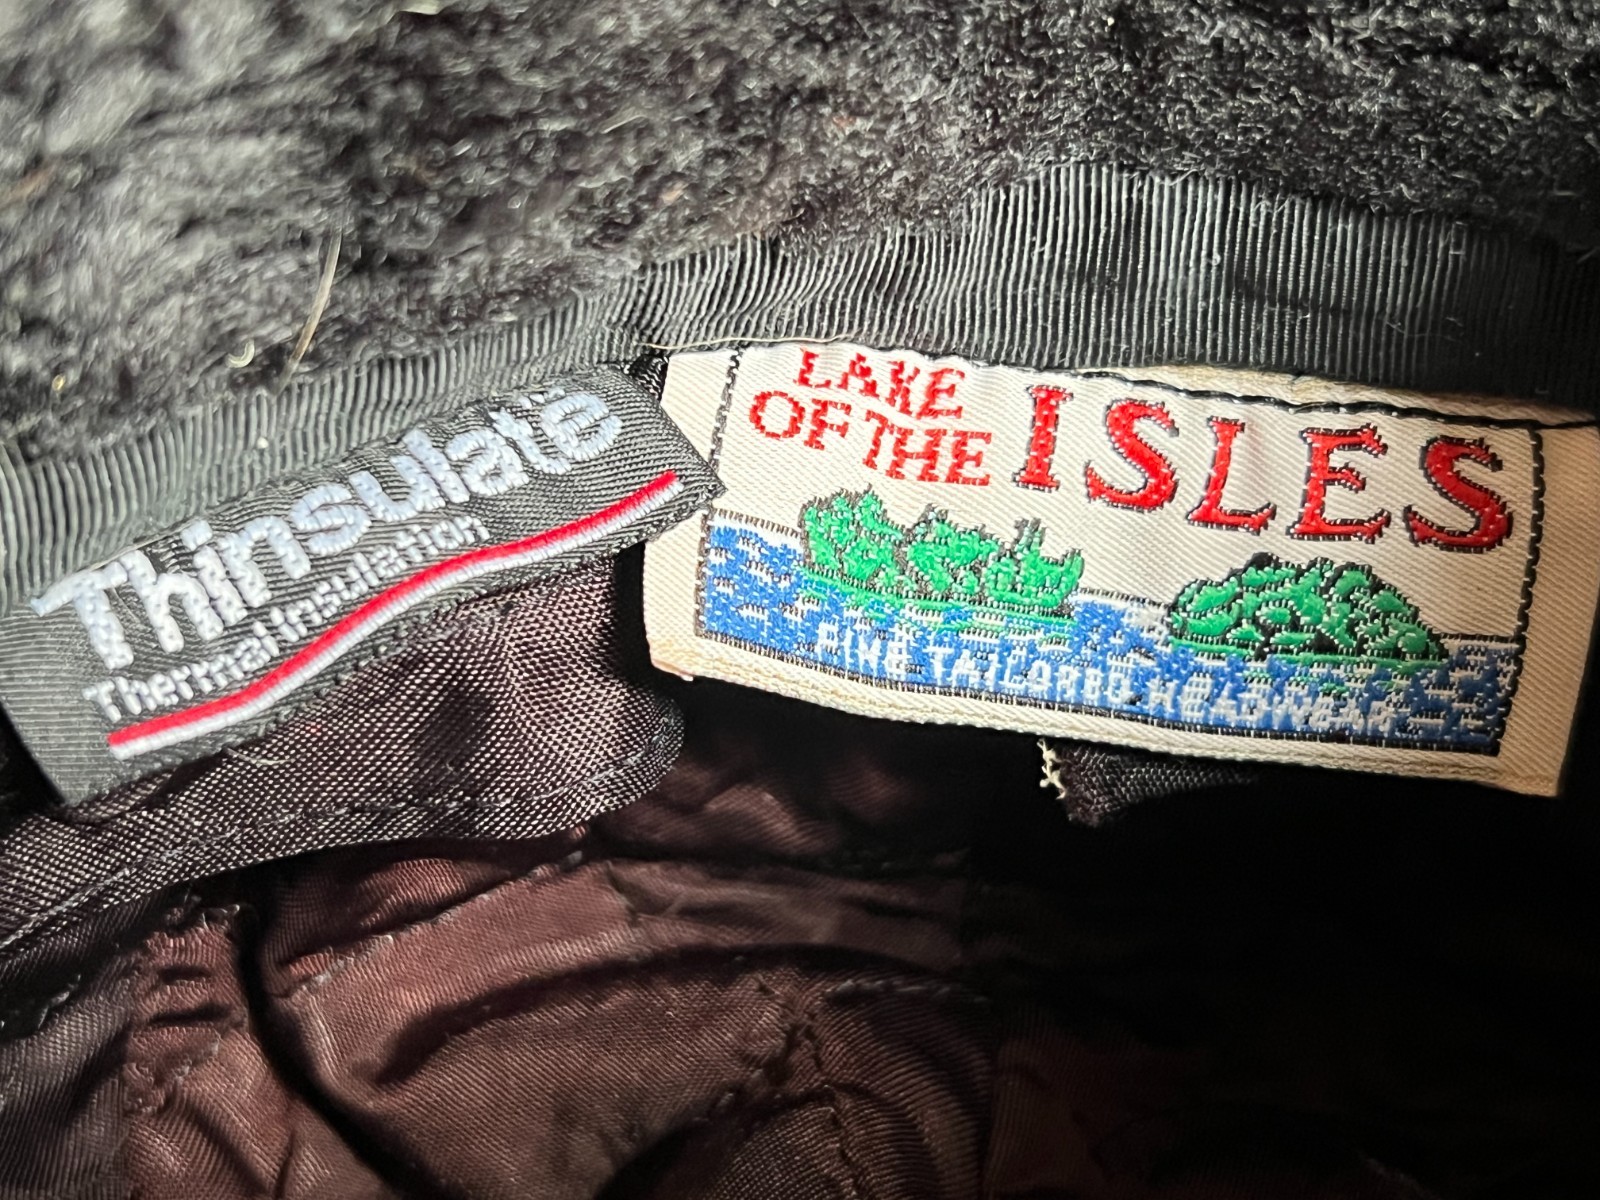 Thinsulate
Thermal Insulation
LAKE
OF THE
ISLES
FINE TAILORED HEADWEAR